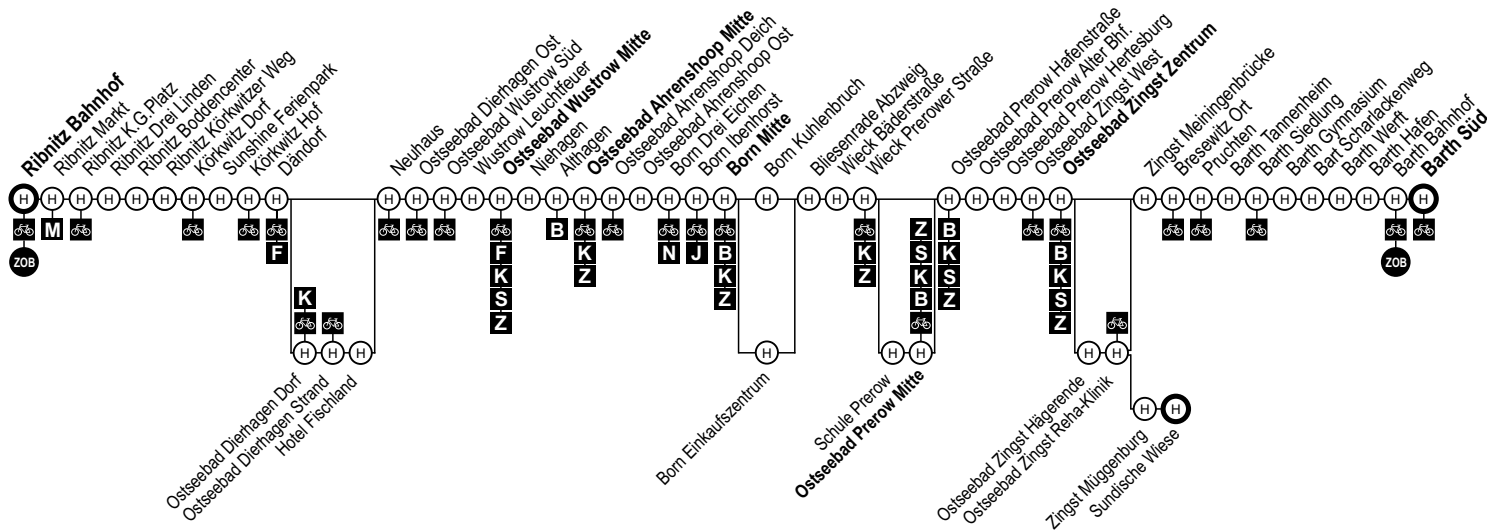 Ribnitz Bahnhof
Ribnitz Markt
Ribnitz K.G.Platz
Ribnitz Drei Linden
Ribnitz Boddencenter
Ribnitz Körkwitzer Weg
Körkwitz Dorf
Sunshine Ferienpark
Körkwitz Hof
Dändorf
Neuhaus
Ostseebad Dierhagen Ost
Ostseebad Wustrow Süd
Wustrow Leuchtfeuer
Ostseebad Wustrow Mitte
Niehagen
Althagen
Ostseebad Ahrenshoop Mitte
Ostseebad Ahrenshoop Deich
Ostseebad Ahrenshoop Ost
Born Drei Eichen
Born Ibenhorst
Born Mitte
Born Kuhlenbruch
Bliesenrade Abzweig
Wieck Bäderstraße
Wieck Prerower Straße
Ostseebad Prerow Hafenstraße
Ostseebad Prerow Alter Bhf.
Ostseebad Prerow Hertesburg
Ostseebad Zingst West
Ostseebad Zingst Zentrum
Zingst Meiningenbrücke
Bresewitz Ort
Pruchten
Barth Tannenheim
Barth Siedlung
Barth Gymnasium
Bart Scharlackenweg
Barth Werft
Barth Hafen
Barth Bahnhof
Barth Süd
H H H H H H H H H H H H H H H H H H H H H H H H H H H H H H H H H H H H H H H H H H H
ZOB
M
F
F
K
S
Z
B
K
Z
N
J
B
K
Z
K
Z
Z
S
K
B
B
K
S
Z
B
K
S
Z
ZOB
K
H H H H H H H H
H H
Ostseebad Dierhagen Dorf
Ostseebad Dierhagen Strand
Hotel Fischland
Born Einkaufszentrum
Schule Prerow
Ostseebad Prerow Mitte
Ostseebad Zingst Hägerende
Ostseebad Zingst Reha-Klinik
Zingst Müggenburg
Sundische Wiese